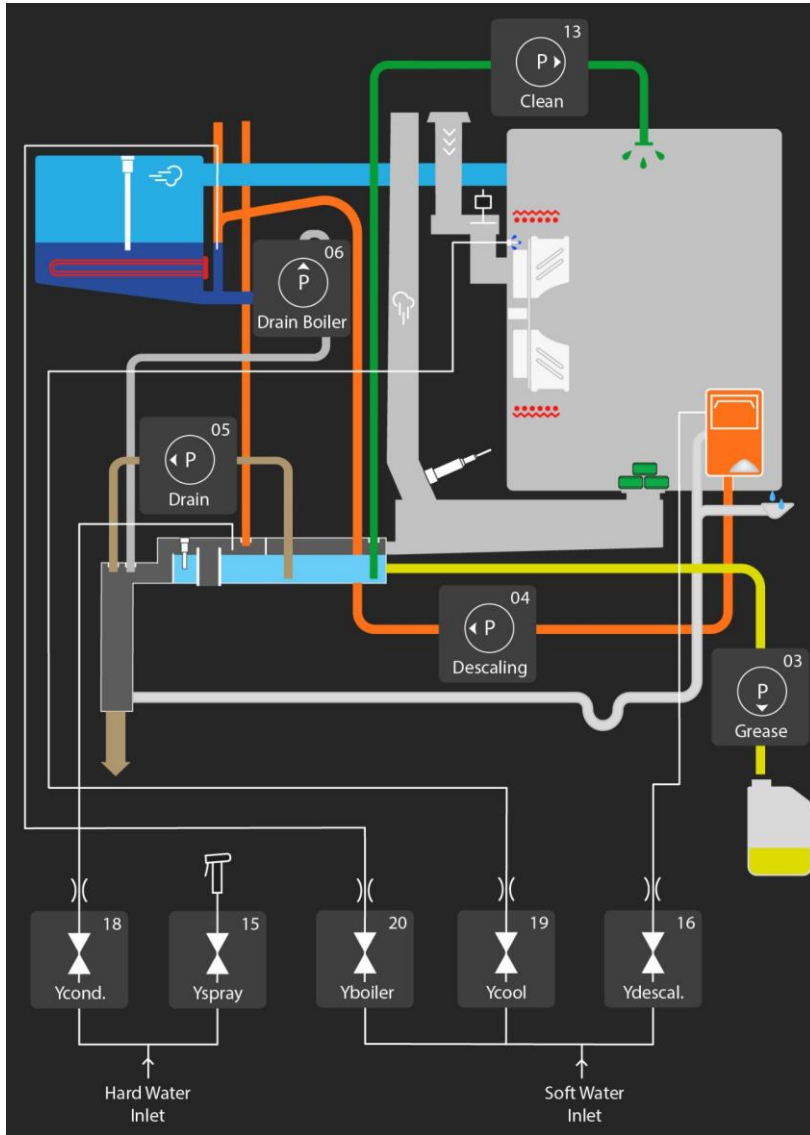 13
P
Clean
06
P
Drain Boiler
05
P
Drain
04
P
Descaling
03
P
Grease
18
Ycond.
15
Yspray
20
Yboiler
19
Ycool
16
Ydescal.
Hard Water
Inlet
Soft Water
Inlet